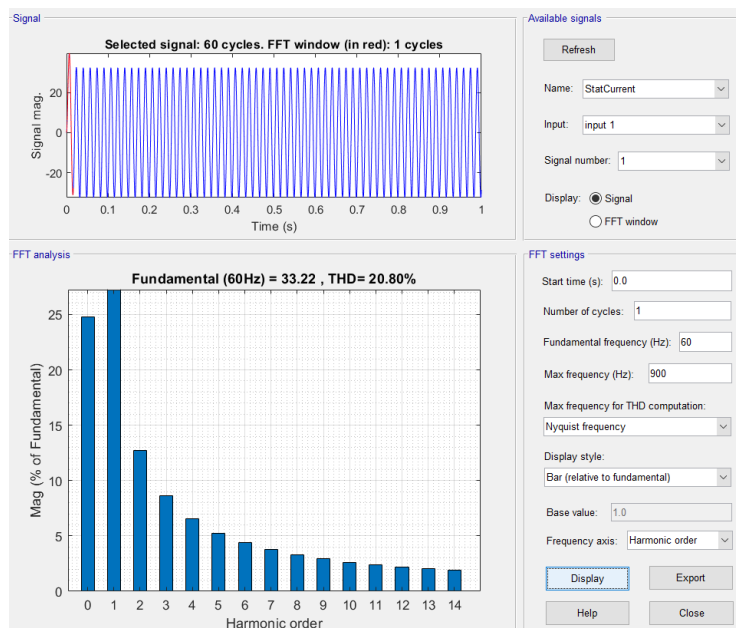 Signal
Selected signal: 60 cycles. FFT window (in red): 1 cycles
20
0
-20
Signal mag.
0 0.1 0.2 0.3 0.4 0.5 0.6 0.7 0.8 0.9 1
Time (s)
Available signals
Refresh
Name: StatCurrent
Input: input 1
Signal number: 1
Display: Signal
FFT window
FFT analysis
Fundamental (60Hz) = 33.22 , THD= 20.80%
25
20
15
10
5
0
Mag (% of Fundamental)
0 1 2 3 4 5 6 7 8 9 10 11 12 13 14
Harmonic order
FFT settings
Start time (s): 0.0
Number of cycles: 1
Fundamental frequency (Hz): 60
Max frequency (Hz): 900
Max frequency for THD computation:
Nyquist frequency
Display style:
Bar (relative to fundamental)
Base value: 1.0
Frequency axis: Harmonic order
Display Export
Help Close